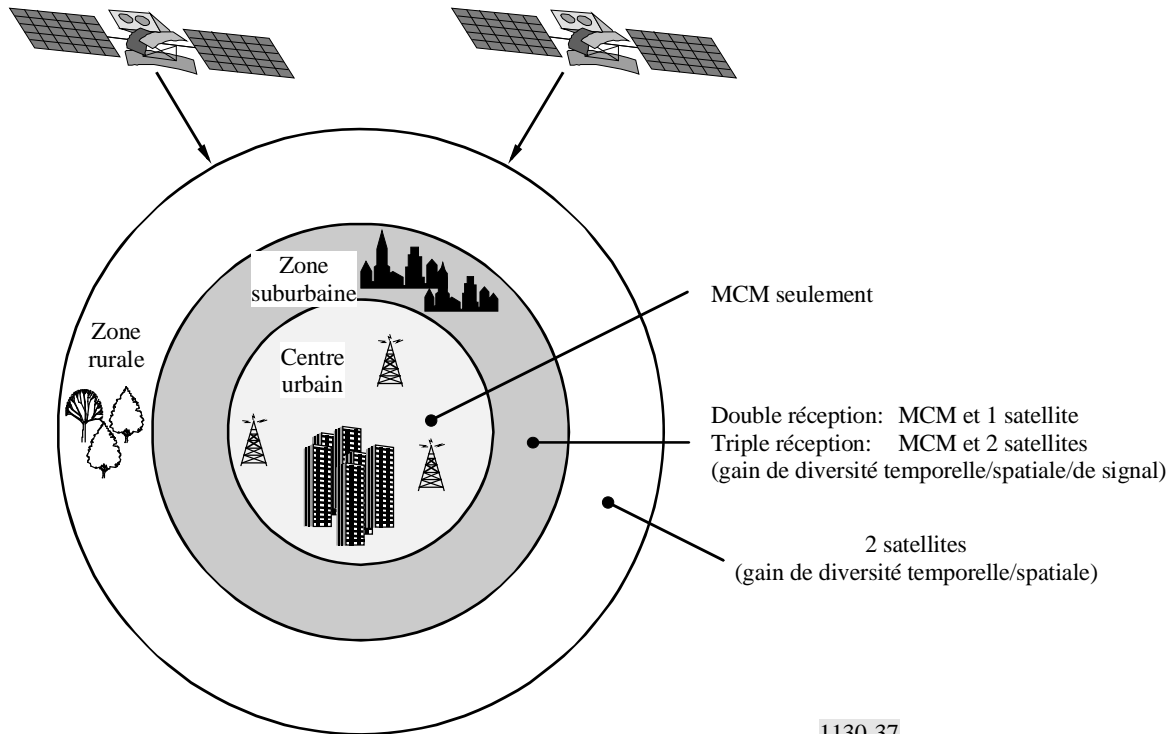 Zone
suburbaine
Zone
rurale
Centre
urbain
MCM seulement
Double réception: MCM et 1 satellite
Triple réception: MCM et 2 satellites
(gain de diversité temporelle/spatiale/de signal)
2 satellites
(gain de diversité temporelle/spatiale)
1130-37